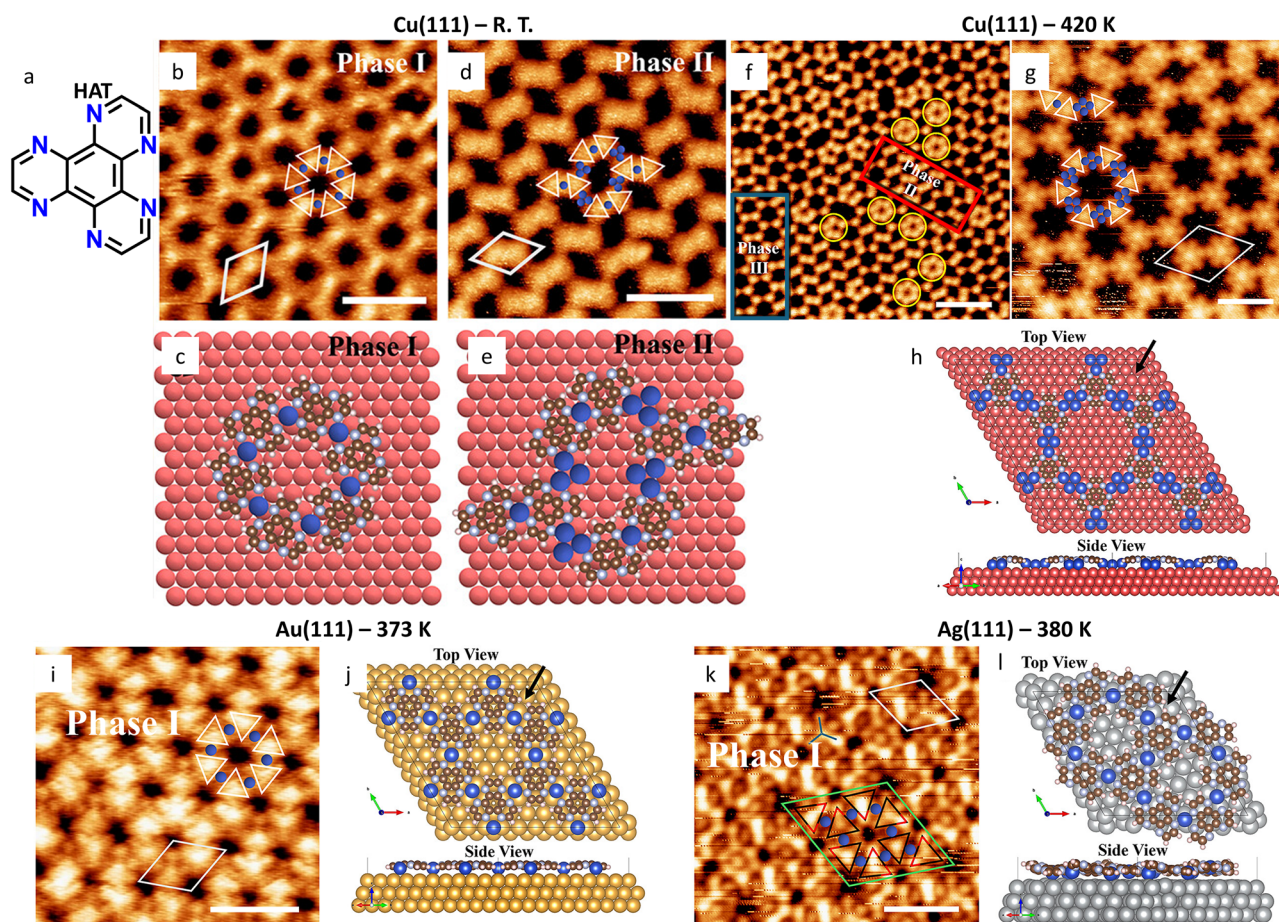 Cu(111) – R. T.
Cu(111) – 420 K
a
HAT
N
N
N
N
N
N
b
Phase I
d
Phase II
f
Phase II
Phase III
g
c
Phase I
e
Phase II
h
Top View
Side View
Au(111) – 373 K
Ag(111) – 380 K
i
Phase I
j
Top View
Side View
k
Phase I
l
Top View
Side View